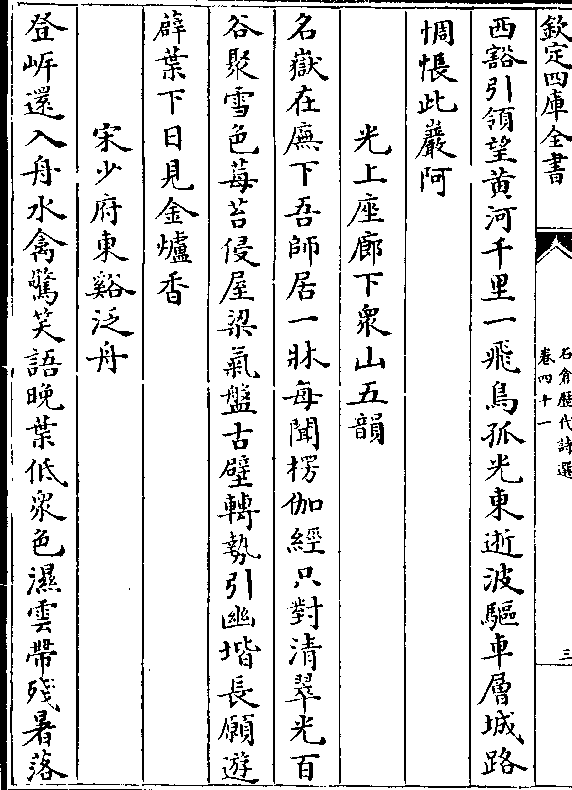 欽定四庫全書
石倉歷代詩選
卷四十一
三
西豁引領望黄河千里一飛鳥孤光東逝波驅車層城路
惆悵此巖阿
光上座廊下衆山五韻
名嶽在廡下吾師居一牀每聞楞伽經只對清翠光百
谷聚雪色莓苔侵屋梁氣盤古壁轉勢引幽堦長願遊
薜葉下日見金爐香
宋少府東谿泛舟
登岍還入舟水禽驚笑語晩葉低衆色濕雲帶殘暑落